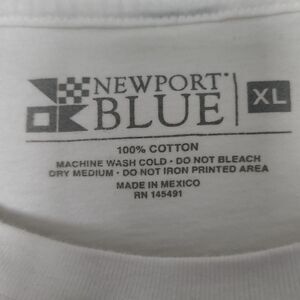 NEWPORT
BLUE
XL
100% COTTON
MACHINE WASH COLD • DO NOT BLEACH
DRY MEDIUM • DO NOT IRON PRINTED AREA
MADE IN MEXICO
RN 145491